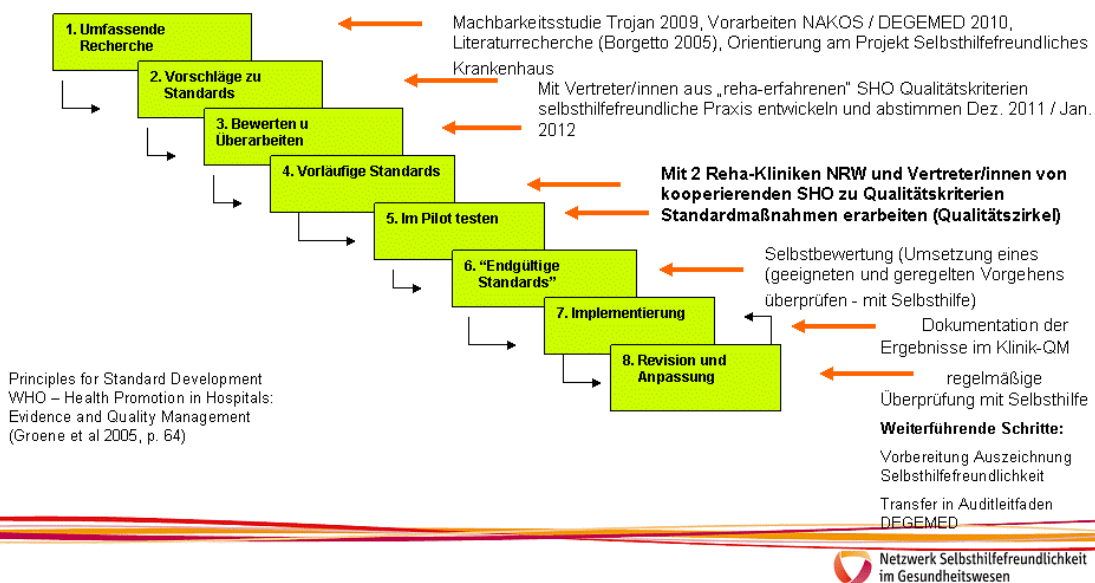 1. Umfassende
Recherche
Machbarkeitsstudie Trojan 2009, Vorarbeiten NAKOS / DEGEMED 2010,
Literaturrecherche (Borgetto 2005), Orientierung am Projekt Selbsthilfefreundliches
Krankenhaus
2. Vorschläge zu
Standards
Mit Vertreter/innen aus „reha-erfahrenen" SHO Qualitätskriterien
selbsthilfefreundliche Praxis entwickeln und abstimmen Dez. 2011 / Jan.
2012
3. Bewerten u
Überarbeiten
4. Vorläufige Standards
Mit 2 Reha-Kliniken NRW und Vertreter/innen von
kooperierenden SHO zu Qualitätskriterien
Standardmaßnahmen erarbeiten (Qualitätszirkel)
5. Im Pilot testen
6. “Endgültige
Standards”
Selbstbewertung (Umsetzung eines
(geeigneten und geregelten Vorgehens
überprüfen - mit Selbsthilfe)
7. Implementierung
Dokumentation der
Ergebnisse im Klinik-QM
8. Revision und
Anpassung
regelmäßige
Überprüfung mit Selbsthilfe
Principles for Standard Development
WHO – Health Promotion in Hospitals:
Evidence and Quality Management
(Groene et al 2005, p. 64)
Weiterführende Schritte:
Vorbereitung Auszeichnung
Selbsthilfefreundlichkeit
Transfer in Auditleitfaden
DEGEMED
Netzwerk Selbsthilfefreundlichkeit
im Gesundheitswesen